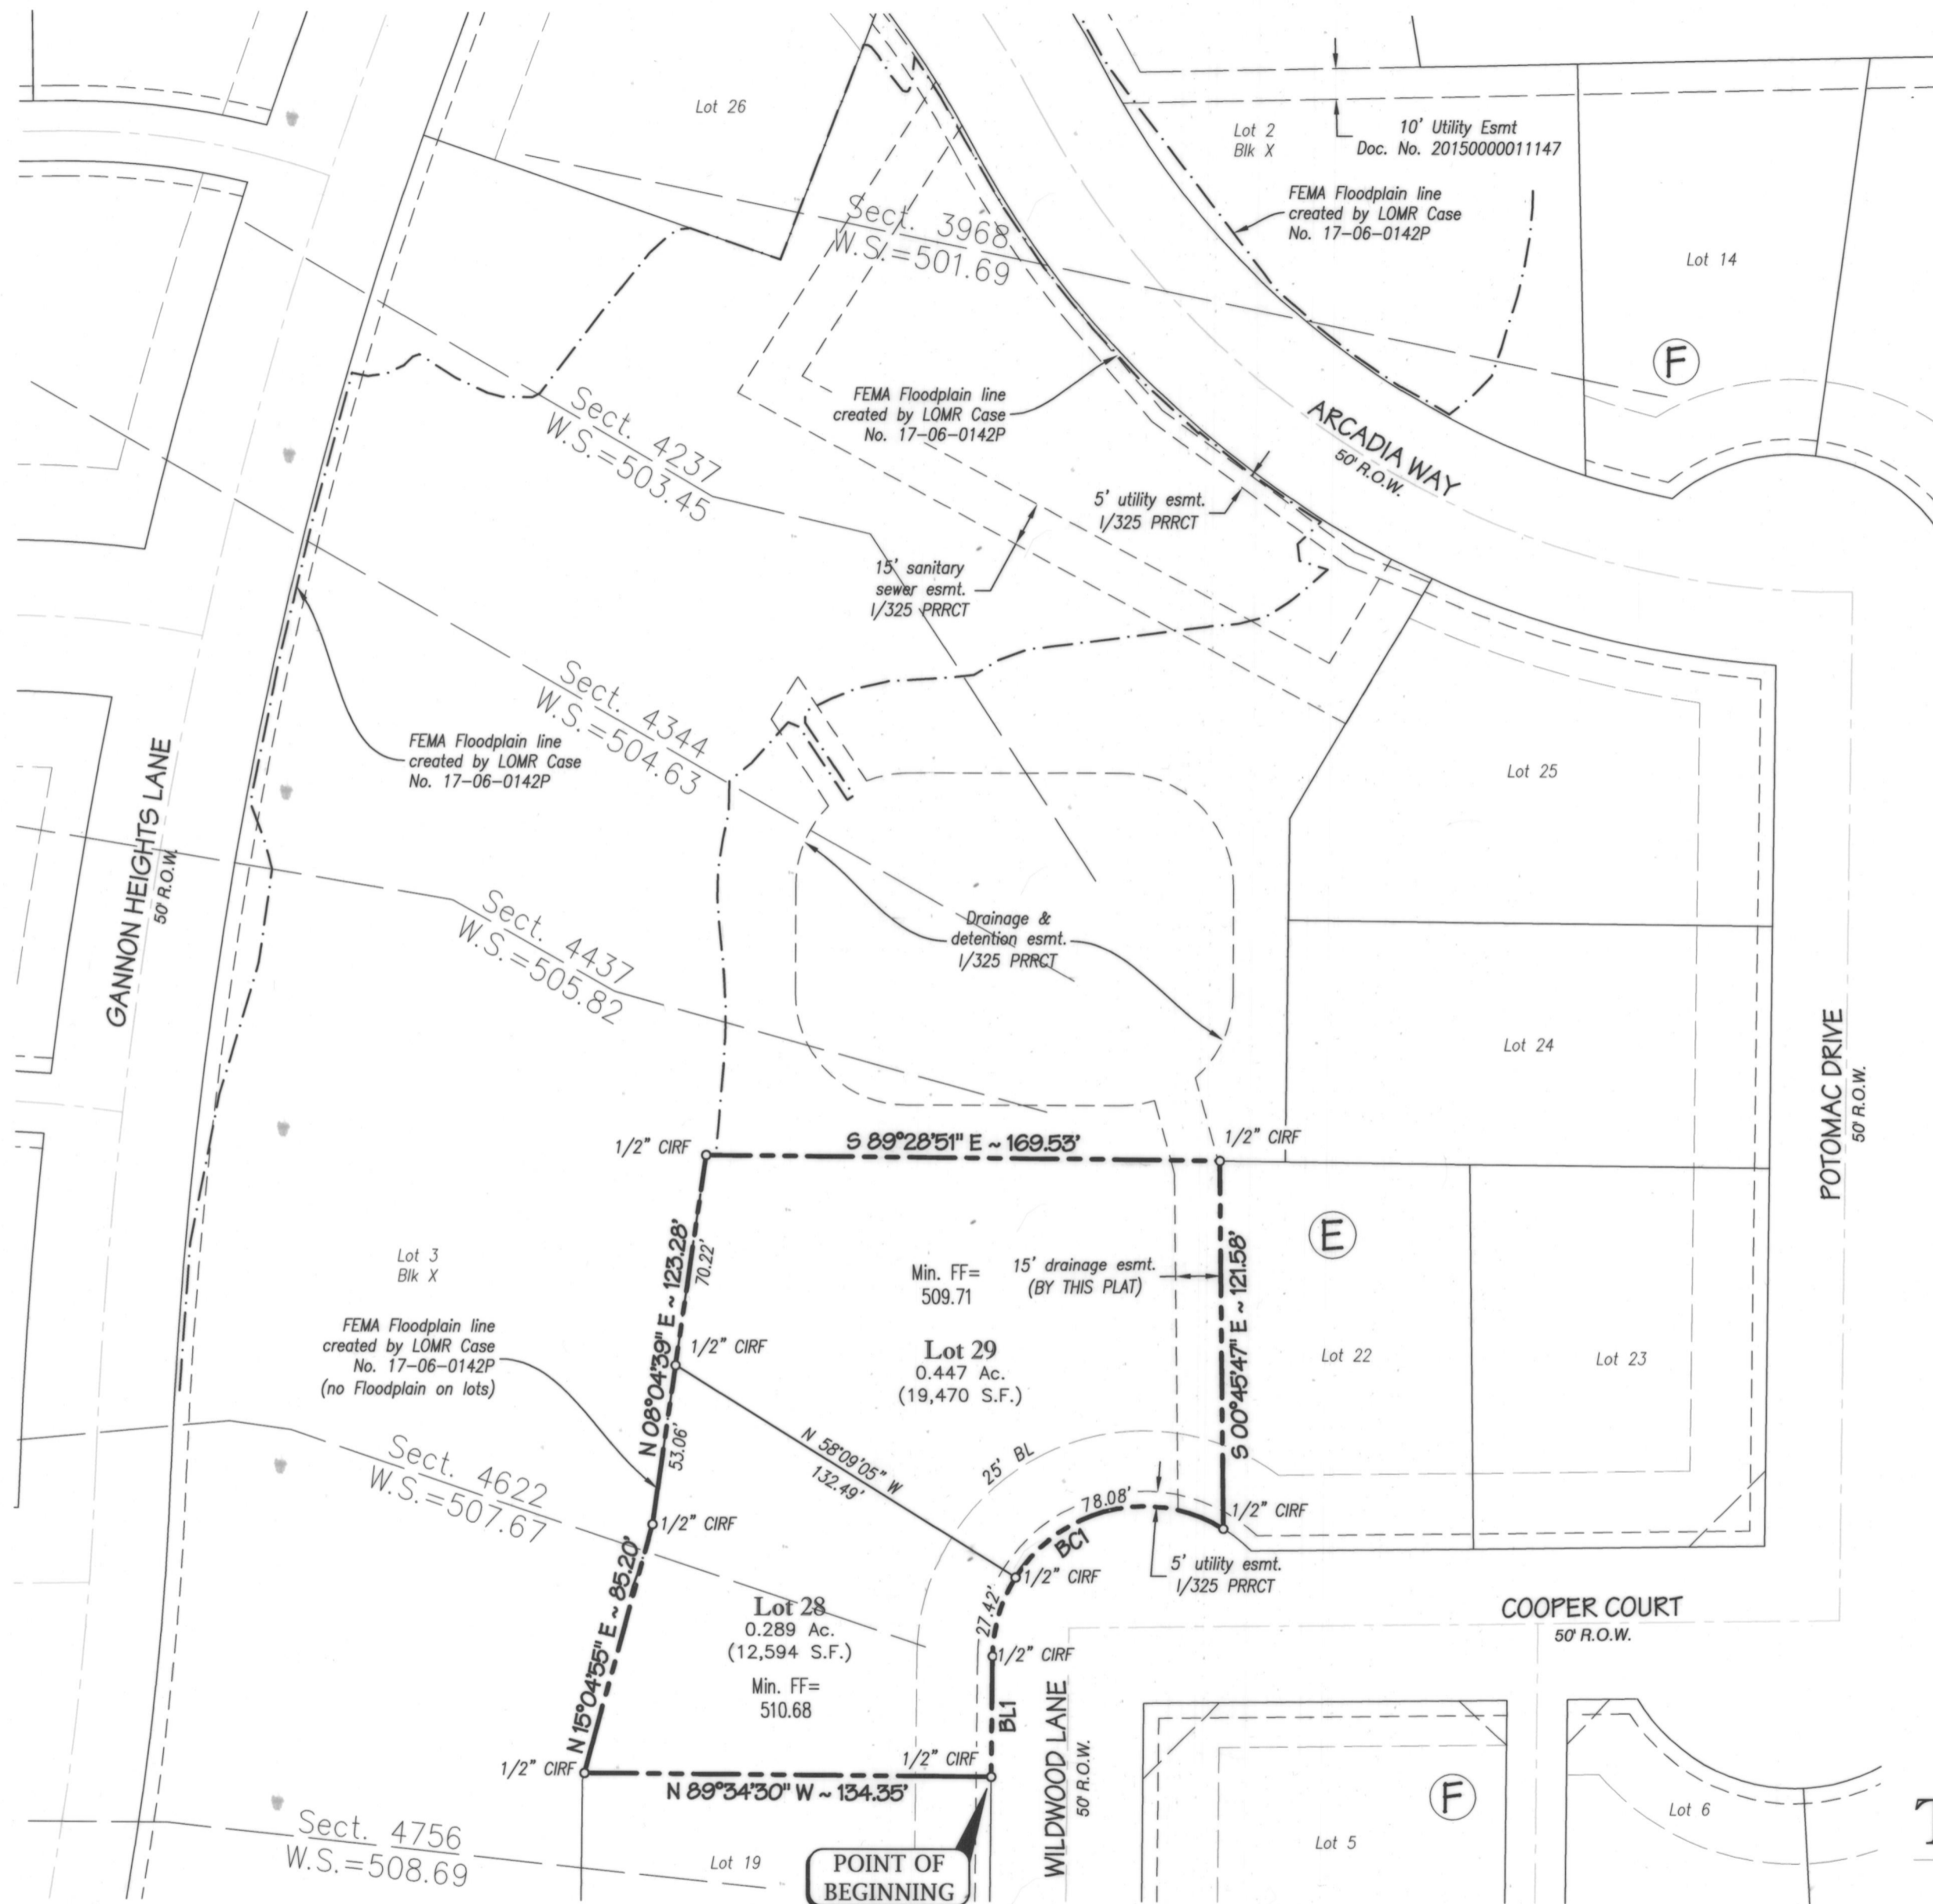 Lot 26
Lot 2
Blk X
10' Utility Esmt
Doc. No. 20150000011147
FEMA Floodplain line
created by LOMR Case
No. 17-06-0142P
Sect. 3968
W.S.=501.69
Lot 14
F
FEMA Floodplain line
created by LOMR Case
No. 17-06-0142P
ARCADIA WAY
50' R.O.W.
Sect. 4237
W.S.=503.45
5' utility esmt.
1/325 PRRCT
15' sanitary
sewer esmt.
1/325 PRRCT
Sect. 4344
W.S.=504.63
FEMA Floodplain line
created by LOMR Case
No. 17-06-0142P
GANNON HEIGHTS LANE
50' R.O.W.
Lot 25
Sect. 4437
W.S.=505.82
Drainage &
detention esmt.
1/325 PRRCT
Lot 24
POTOMAC DRIVE
50' R.O.W.
1/2" CIRF
S 89°28'51" E ~ 169.53'
1/2" CIRF
E
Lot 3
Blk X
N 08°04'39" E ~ 123.28'
70.22'
Min. FF=
509.71
15' drainage esmt.
(BY THIS PLAT)
S 00°45'47" E ~ 121.58'
FEMA Floodplain line
created by LOMR Case
No. 17-06-0142P
(no Floodplain on lots)
1/2" CIRF
Lot 29
0.447 Ac.
(19,470 S.F.)
Lot 22
Lot 23
53.06'
N 58°09'05" W
132.49'
25' BL
Sect. 4622
W.S.=507.67
78.08'
1/2" CIRF
1/2" CIRF
BC1
5' utility esmt.
1/325 PRRCT
1/2" CIRF
N 15°04'55" E ~ 85.20'
27.42'
Lot 28
0.289 Ac.
(12,594 S.F.)
COOPER COURT
50' R.O.W.
1/2" CIRF
Min. FF=
510.68
BL1
WILDWOOD LANE
50' R.O.W.
1/2" CIRF
1/2" CIRF
N 89°34'30" W ~ 134.35'
F
Lot 6
Sect. 4756
W.S.=508.69
Lot 5
Lot 19
POINT OF
BEGINNING